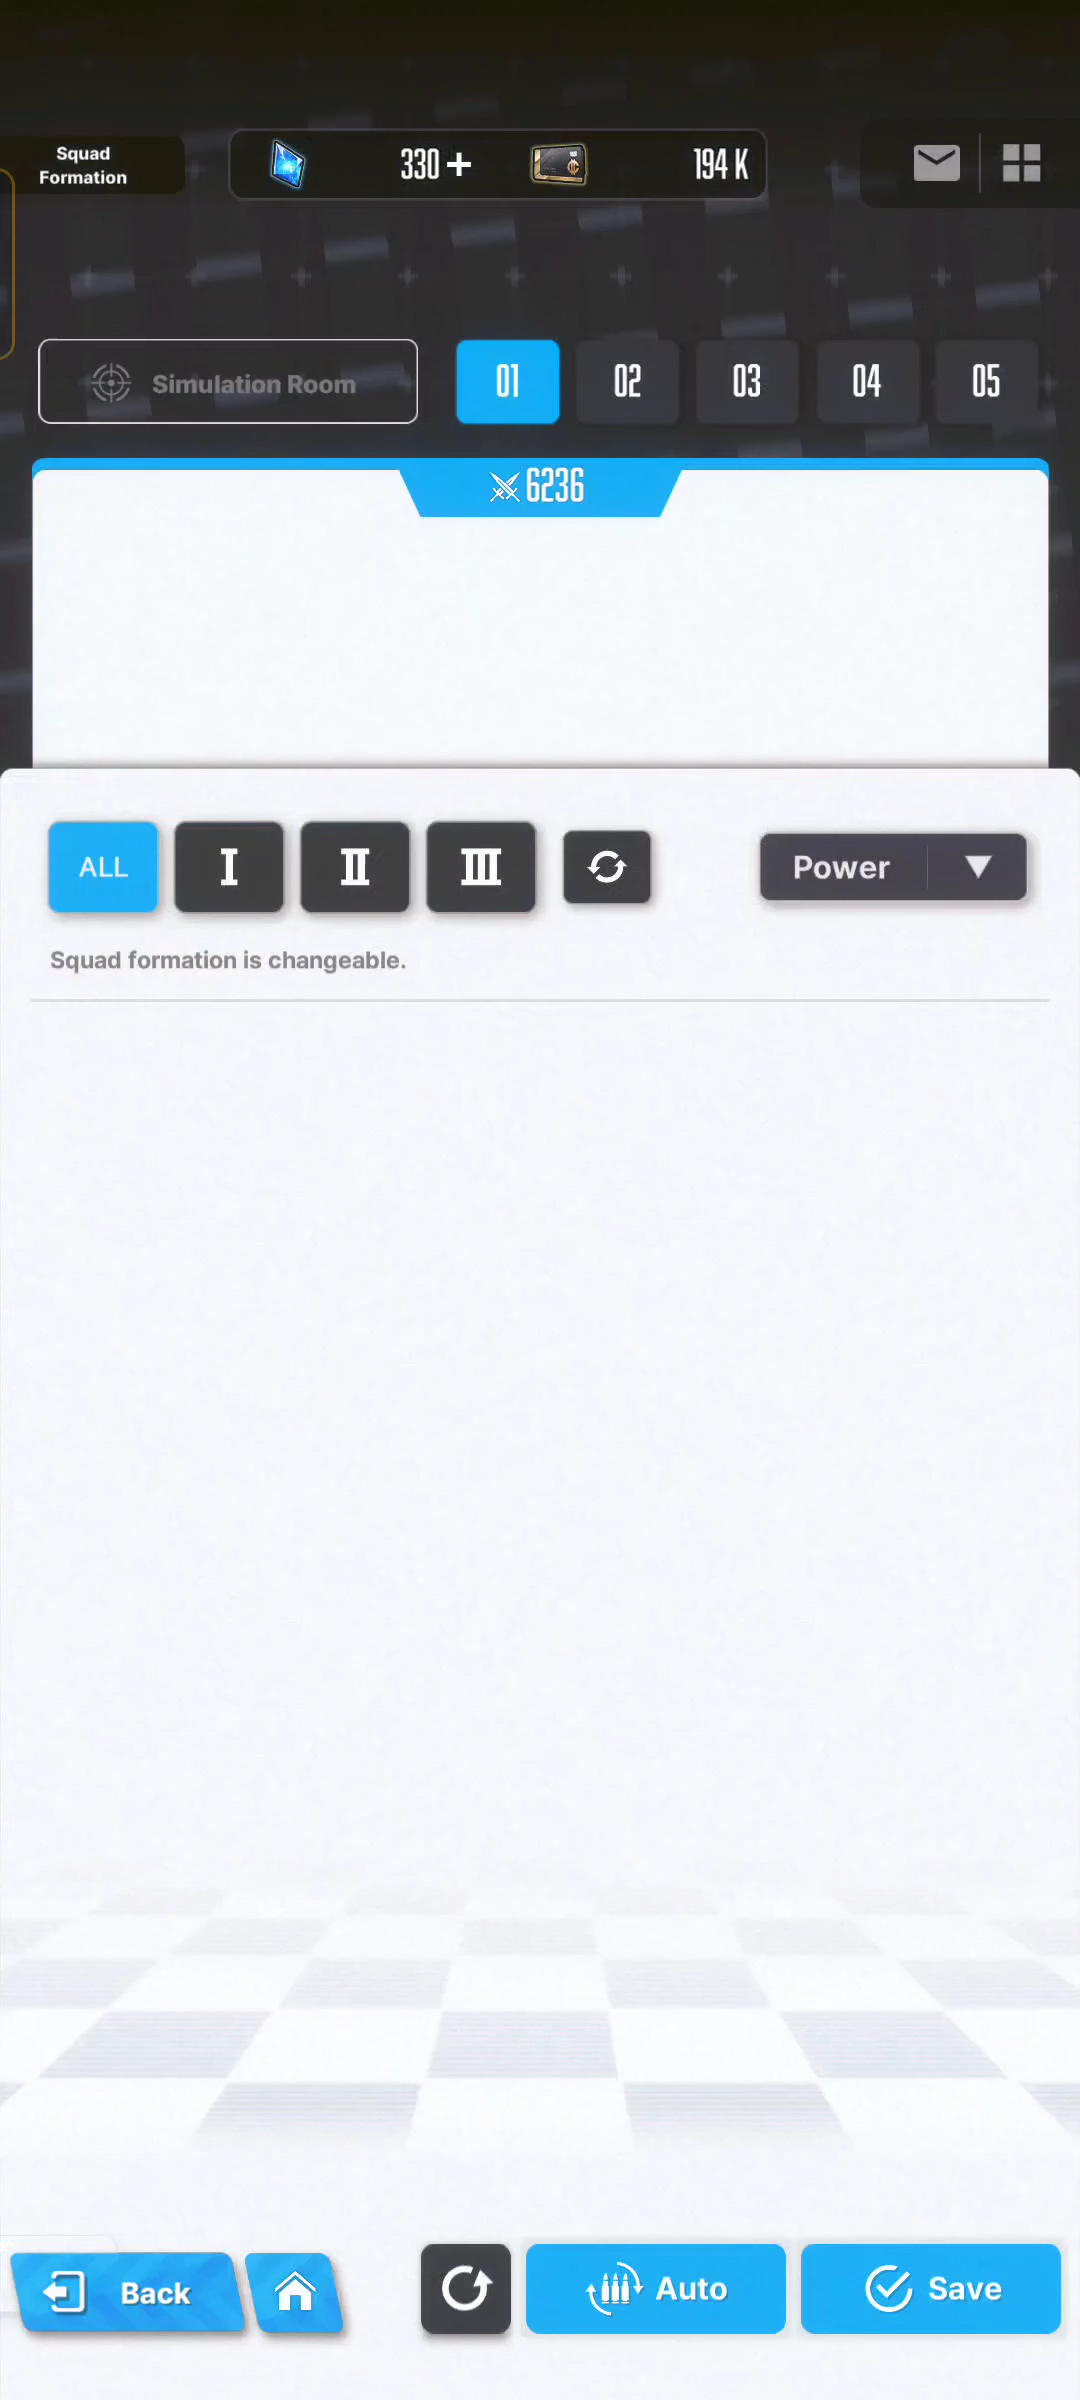 Squad
Formation
330
194 K
Simulation Room
01
02
03
04
05
6236
ALL
I
II
III
Power
Squad formation is changeable.
Back
Auto
Save